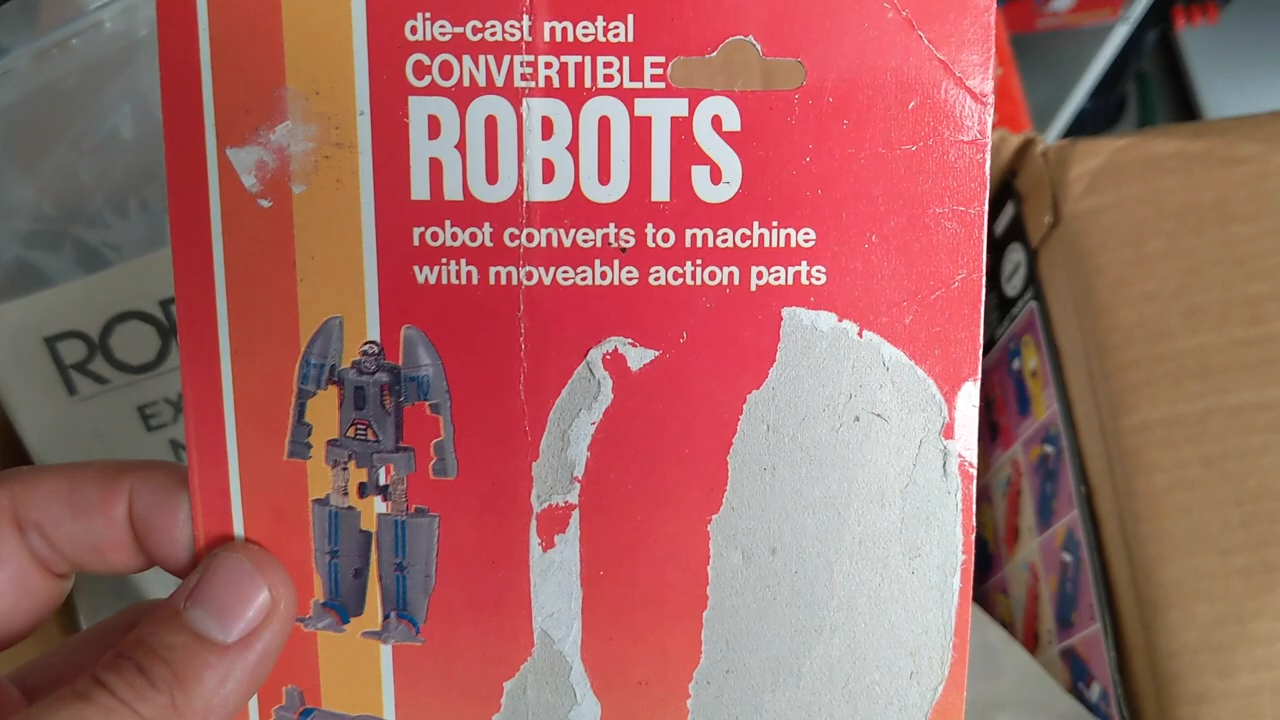 die-cast metal
CONVERTIBLE
ROBOTS
robot converts to machine
with moveable action parts